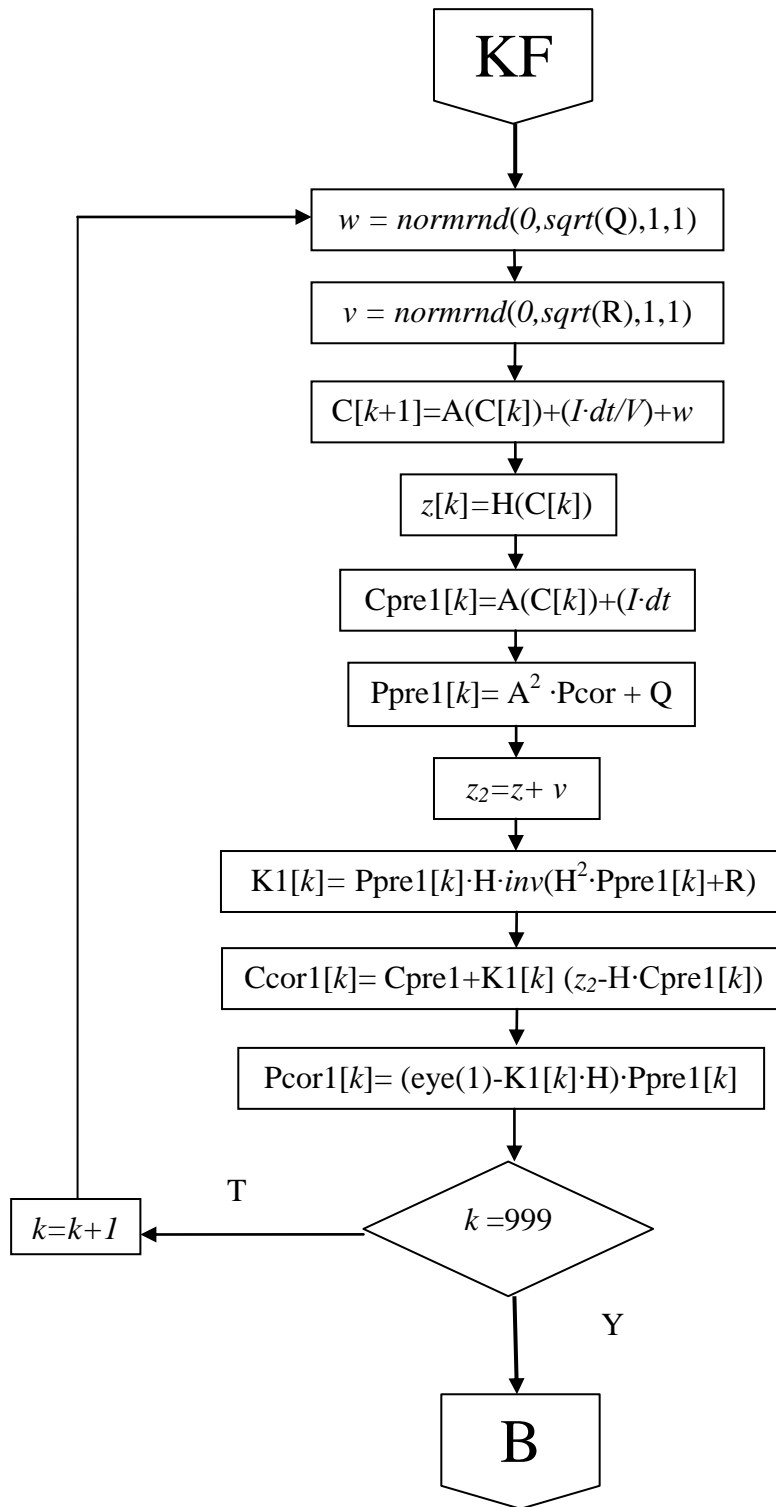 KF
w = normrnd(0,sqrt(Q),1,1)
v = normrnd(0,sqrt(R),1,1)
C[k+1]=A(C[k])+(I·dt/V)+w
z[k]=H(C[k])
Cpre1[k]=A(C[k])+(I·dt
Ppre1[k]= A² ·Pcor + Q
z₂=z+ v
K1[k]= Ppre1[k]·H·inv(H²·Ppre1[k]+R)
Ccor1[k]= Cpre1+K1[k] (z₂-H·Cpre1[k])
Pcor1[k]= (eye(1)-K1[k]·H)·Ppre1[k]
T
k =999
k=k+1
Y
B